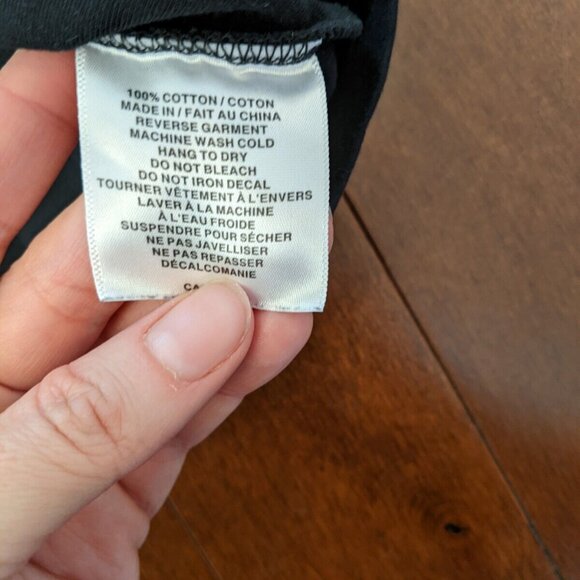 100% COTTON / COTON
MADE IN / FAIT AU CHINA
REVERSE GARMENT
MACHINE WASH COLD
HANG TO DRY
DO NOT BLEACH
DO NOT IRON DECAL
TOURNER VÊTEMENT À L'ENVERS
LAVER À LA MACHINE
À L'EAU FROIDE
SUSPENDRE POUR SÉCHER
NE PAS JAVELLISER
NE PAS REPASSER
DÉCALCOMANIE